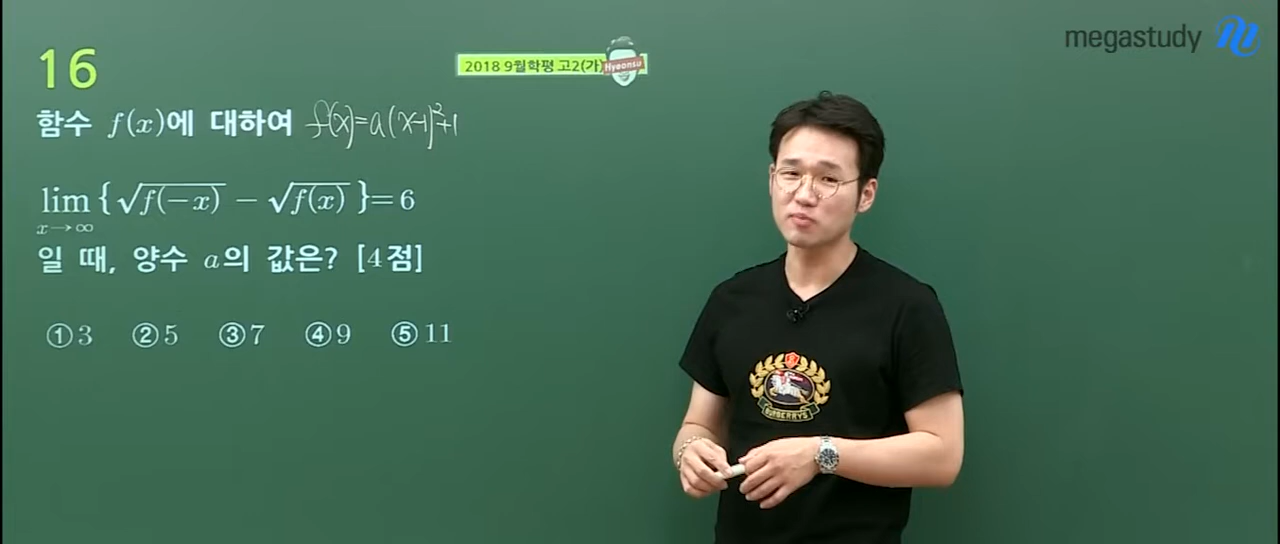 megastudy
16
2018 9월학평 고2(가) Hyeonsu
함수 f(x)에 대하여 f(x)=a(x-1)²+1
lim x→∞ {√f(-x) - √f(x)}=6
일 때, 양수 a의 값은? [4점]
①3 ②5 ③7 ④9 ⑤11
BURBERRYS